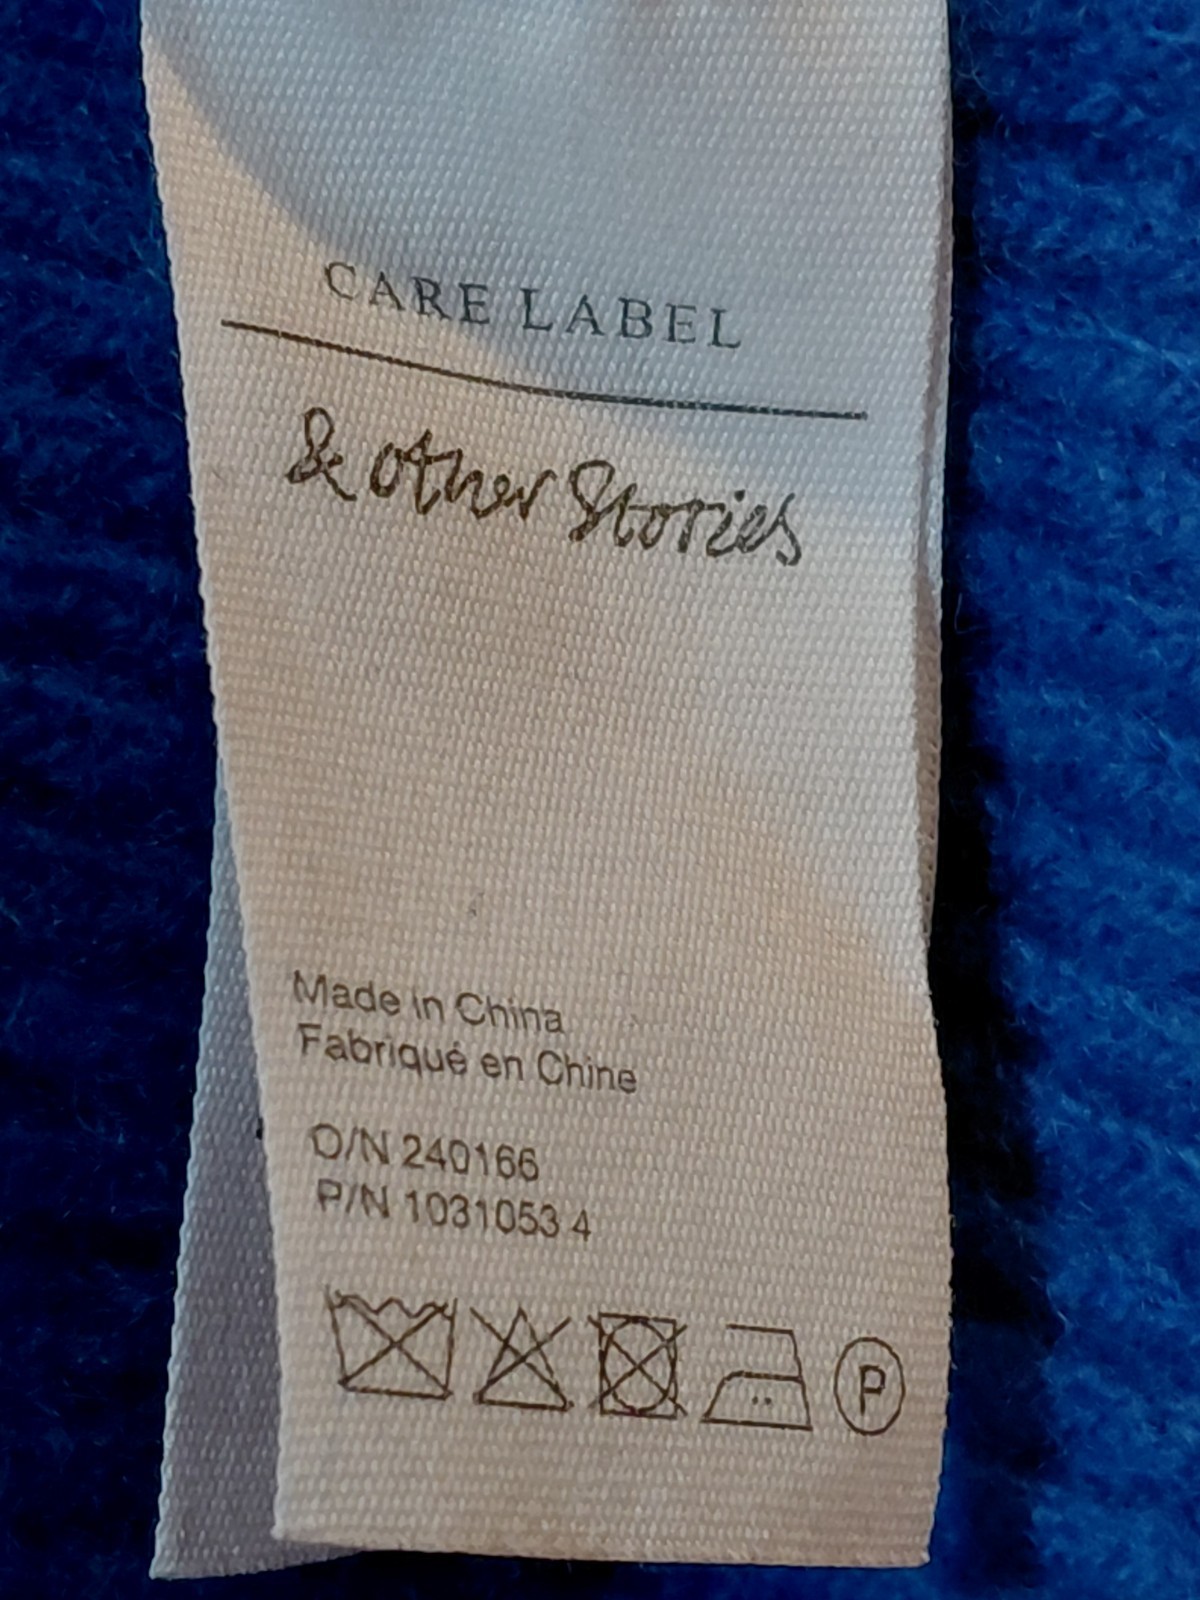 CARE LABEL
& other Stories
Made in China
Fabriqué en Chine
O/N 240166
P/N 1031053 4
P